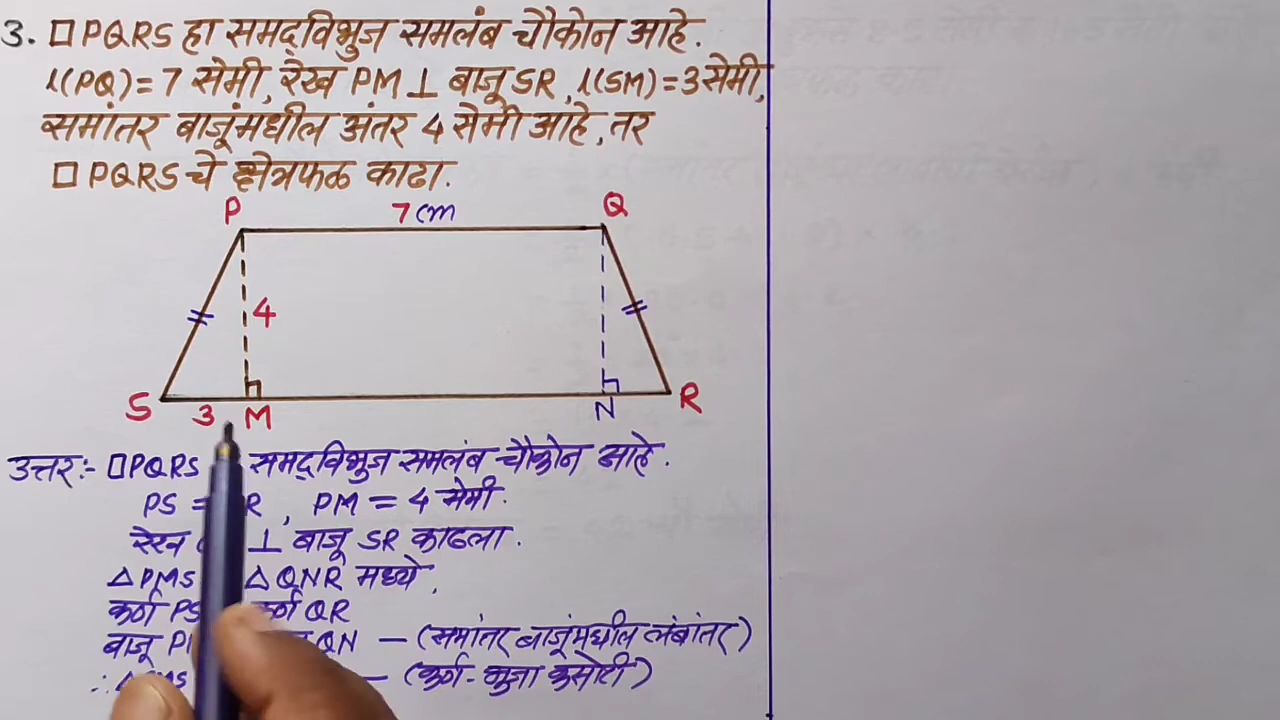 3. □PQRS हा समद्विभुज समलंब चौकोन आहे.
l(PQ) = 7 सेमी, रेख PM ⊥ बाजू SR, l(SM) = 3 सेमी,
समांतर बाजूंमधील अंतर 4 सेमी आहे, तर
□PQRS चे क्षेत्रफळ काढा.
P 7 cm Q
4
S 3 M N R
उत्तर:- □PQRS समद्विभुज समलंब चौकोन आहे.
PS = R, PM = 4 सेमी.
रेख ⊥ बाजू SR काढला.
△PMS △QNR मध्ये,
कर्ण PS कर्ण QR
बाजू P QN — (समांतर बाजूंमधील लंबांतर)
∴ △ — (कर्ण-भुजा कसोटी)